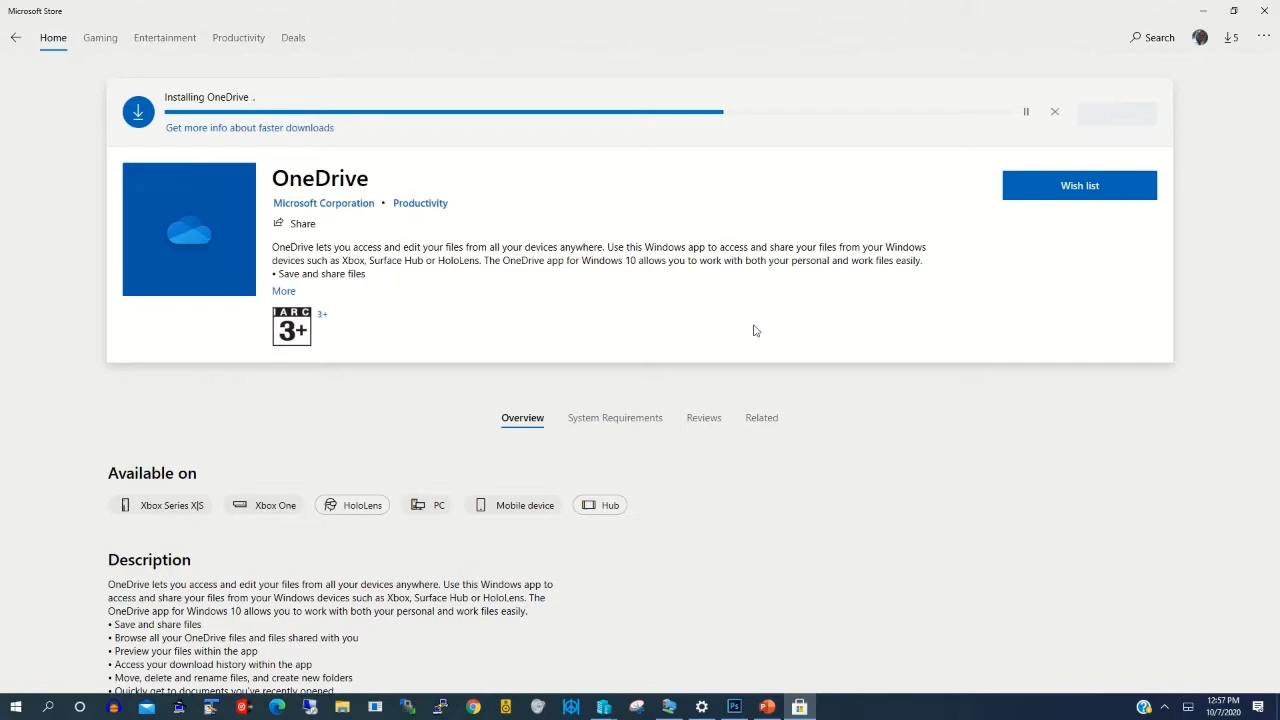 Microsoft Store
Home Gaming Entertainment Productivity Deals Search 5
Installing OneDrive .
Get more info about faster downloads
OneDrive
Wish list
Microsoft Corporation • Productivity
Share
OneDrive lets you access and edit your files from all your devices anywhere. Use this Windows app to access and share your files from your Windows
devices such as Xbox, Surface Hub or HoloLens. The OneDrive app for Windows 10 allows you to work with both your personal and work files easily.
• Save and share files
More
IARC
3+
3+
Overview System Requirements Reviews Related
Available on
Xbox Series X|S Xbox One HoloLens PC Mobile device Hub
Description
OneDrive lets you access and edit your files from all your devices anywhere. Use this Windows app to
access and share your files from your Windows devices such as Xbox, Surface Hub or HoloLens. The
OneDrive app for Windows 10 allows you to work with both your personal and work files easily.
• Save and share files
• Browse all your OneDrive files and files shared with you
• Preview your files within the app
• Access your download history within the app
• Move, delete and rename files, and create new folders
• Quickly get to documents you've recently opened
12:57 PM
10/7/2020